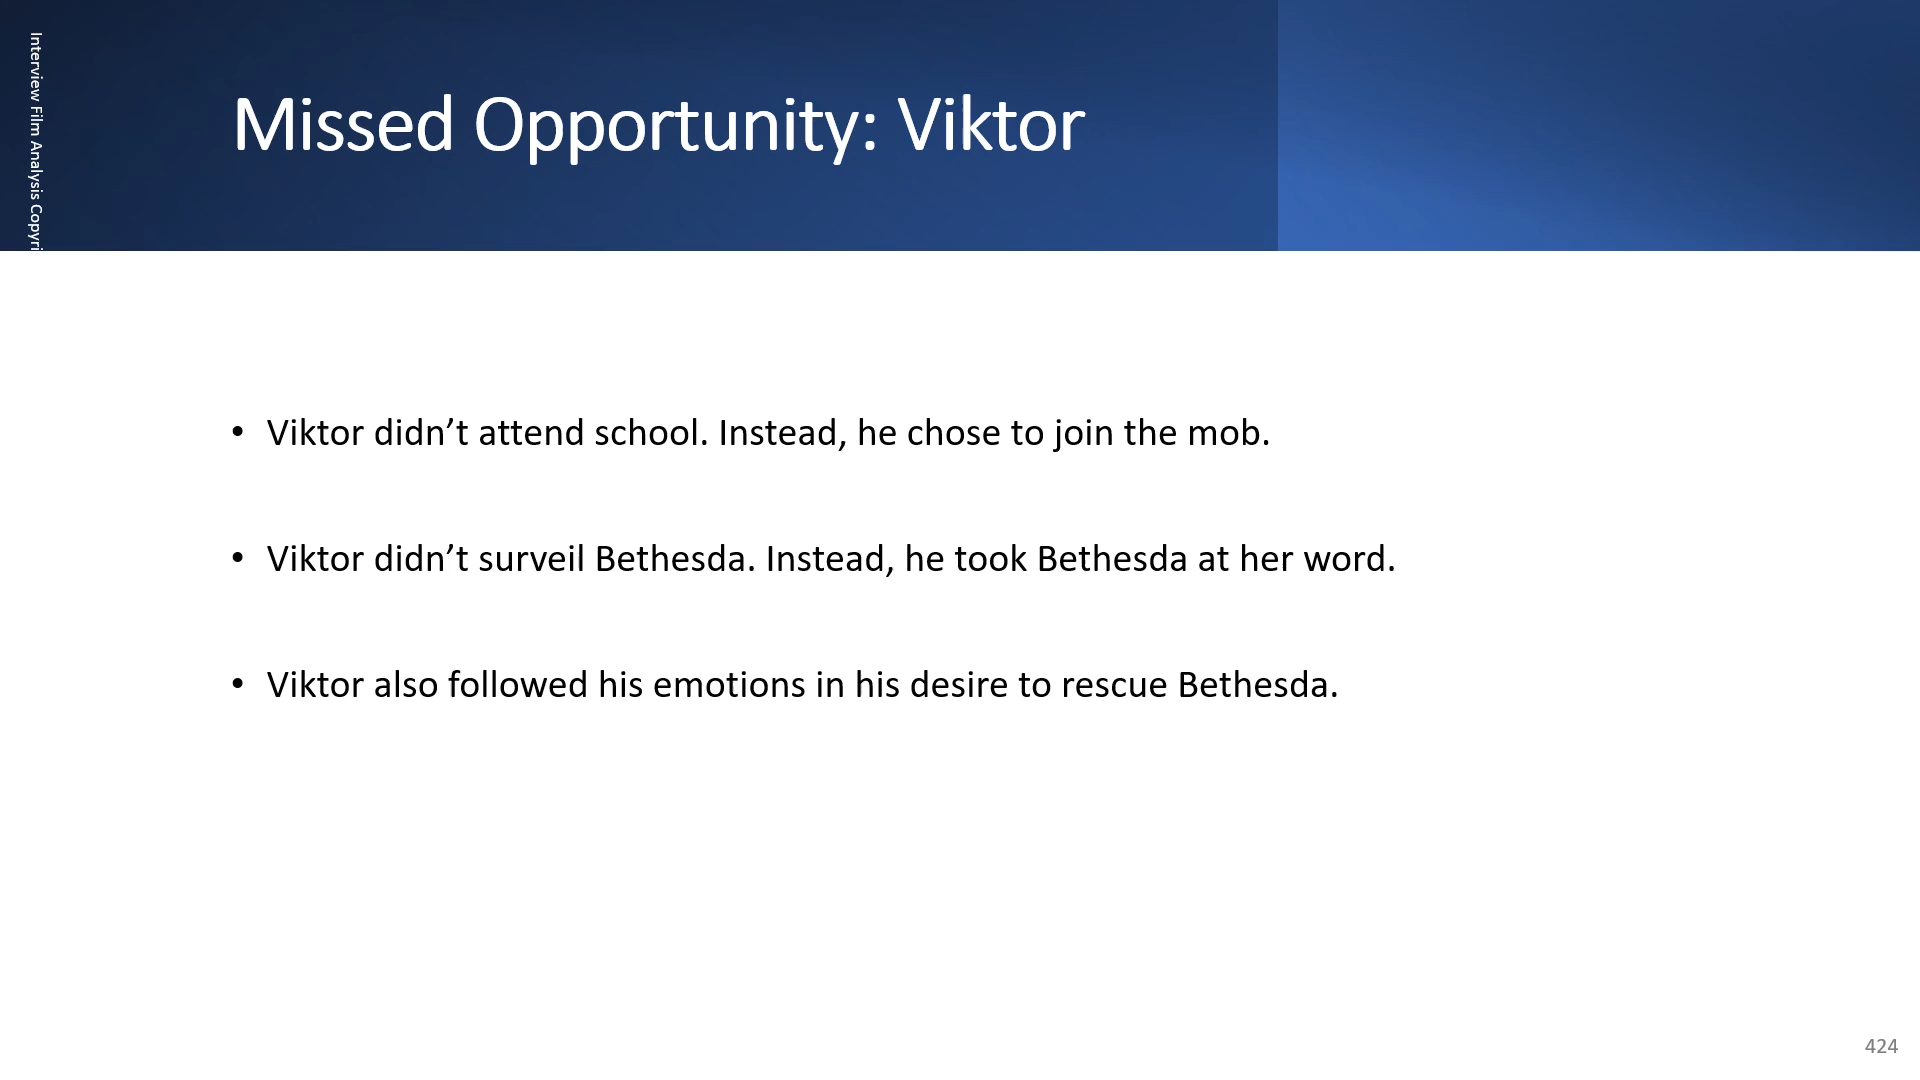 Interview Film Analysis Copyri
Missed Opportunity: Viktor
• Viktor didn’t attend school. Instead, he chose to join the mob.
• Viktor didn’t surveil Bethesda. Instead, he took Bethesda at her word.
• Viktor also followed his emotions in his desire to rescue Bethesda.
424